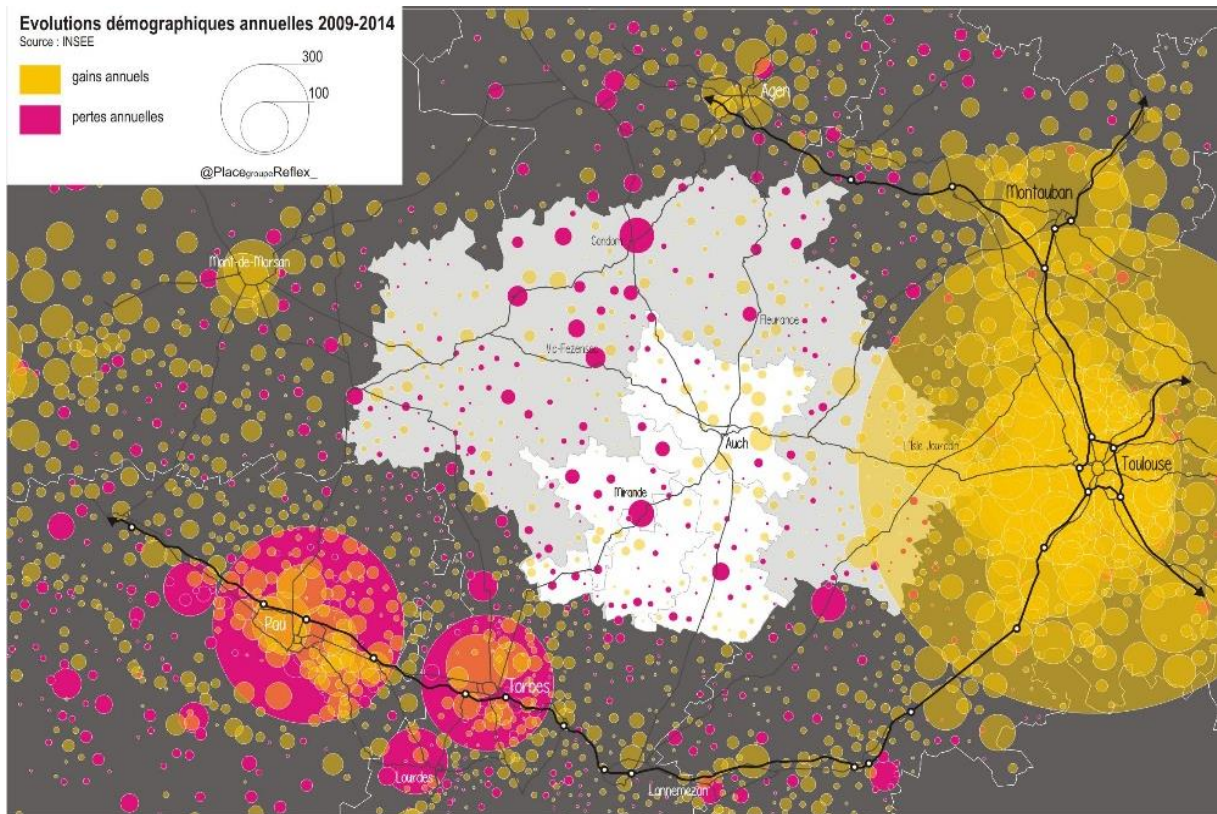 Evolutions démographiques annuelles 2009-2014
Source : INSEE
gains annuels
pertes annuelles
300
100
@PlacegroupeReflex_
Agen
Montauban
Condom
Mont-de-Marsan
Fleurance
Vic-Fezensac
Auch
L'Isle Jourdain
Toulouse
Mirande
Pau
Tarbes
Lourdes
Lannemezan